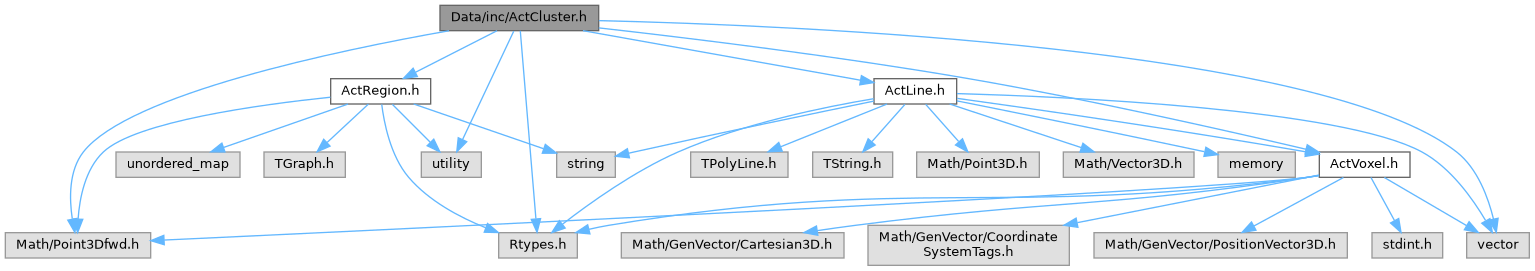 Data/inc/ActCluster.h
ActRegion.h
ActLine.h
unordered_map
TGraph.h
utility
string
TPolyLine.h
TString.h
Math/Point3D.h
Math/Vector3D.h
memory
ActVoxel.h
Math/Point3Dfwd.h
Rtypes.h
Math/GenVector/Cartesian3D.h
Math/GenVector/Coordinate
SystemTags.h
Math/GenVector/PositionVector3D.h
stdint.h
vector